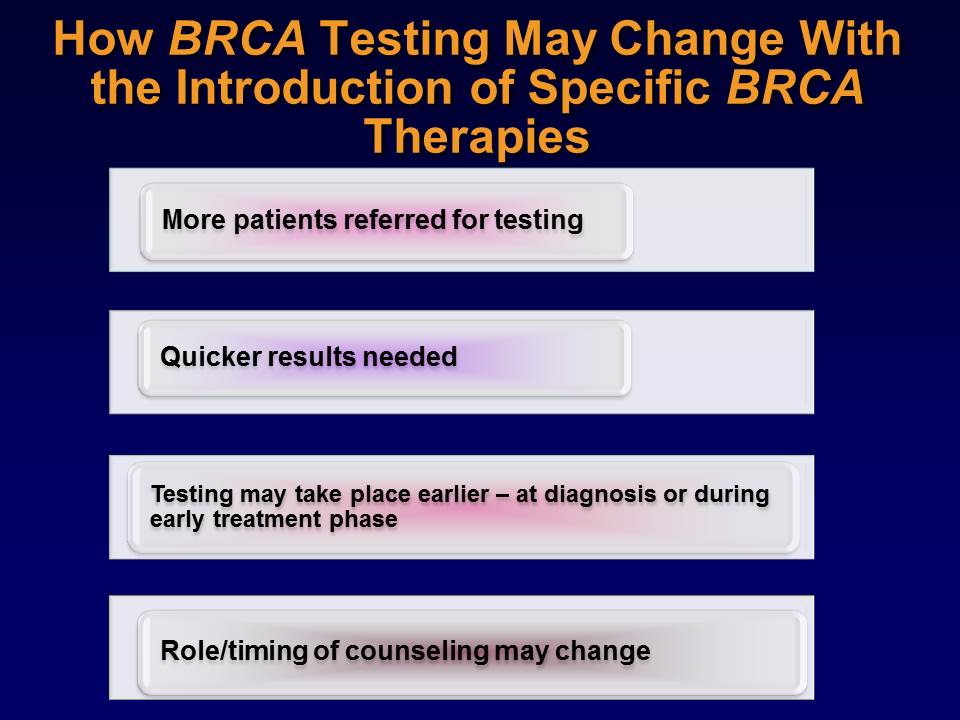 How BRCA Testing May Change With
the Introduction of Specific BRCA
Therapies
More patients referred for testing
Quicker results needed
Testing may take place earlier – at diagnosis or during
early treatment phase
Role/timing of counseling may change